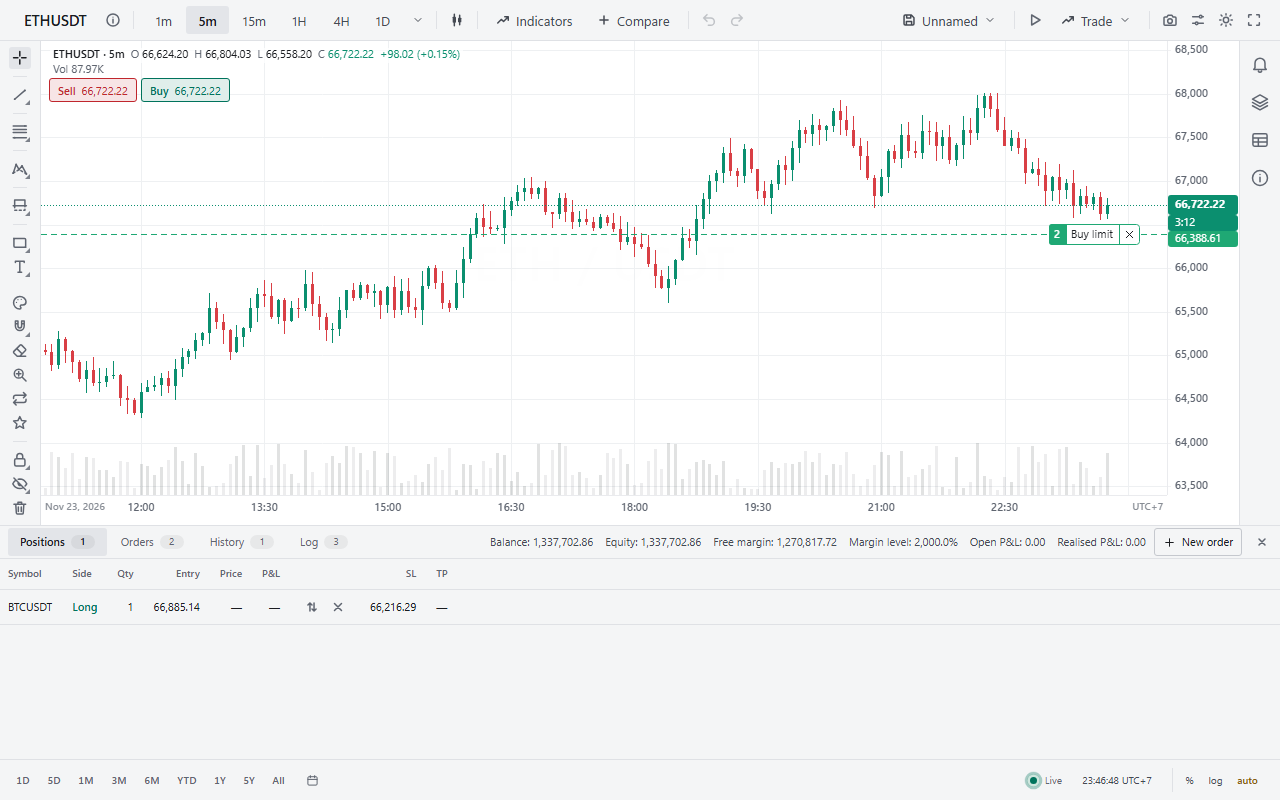 ETHUSDT 1m 5m 15m 1H 4H 1D Indicators Compare Unnamed Trade
ETHUSDT · 5m O 66,624.20 H 66,804.03 L 66,558.20 C 66,722.22 +98.02 (+0.15%)
Vol 87.97K
Sell 66,722.22 Buy 66,722.22
68,500
68,000
67,500
67,000
66,722.22
3:12
2 Buy limit 66,388.61
66,000
65,500
65,000
64,500
64,000
63,500
Nov 23, 2026 12:00 13:30 15:00 16:30 18:00 19:30 21:00 22:30 UTC+7
Positions 1 Orders 2 History 1 Log 3 Balance: 1,337,702.86 Equity: 1,337,702.86 Free margin: 1,270,817.72 Margin level: 2,000.0% Open P&L: 0.00 Realised P&L: 0.00 New order
Symbol Side Qty Entry Price P&L SL TP
BTCUSDT Long 1 66,885.14 — — 66,216.29 —
1D 5D 1M 3M 6M YTD 1Y 5Y All Live 23:46:48 UTC+7 % log auto